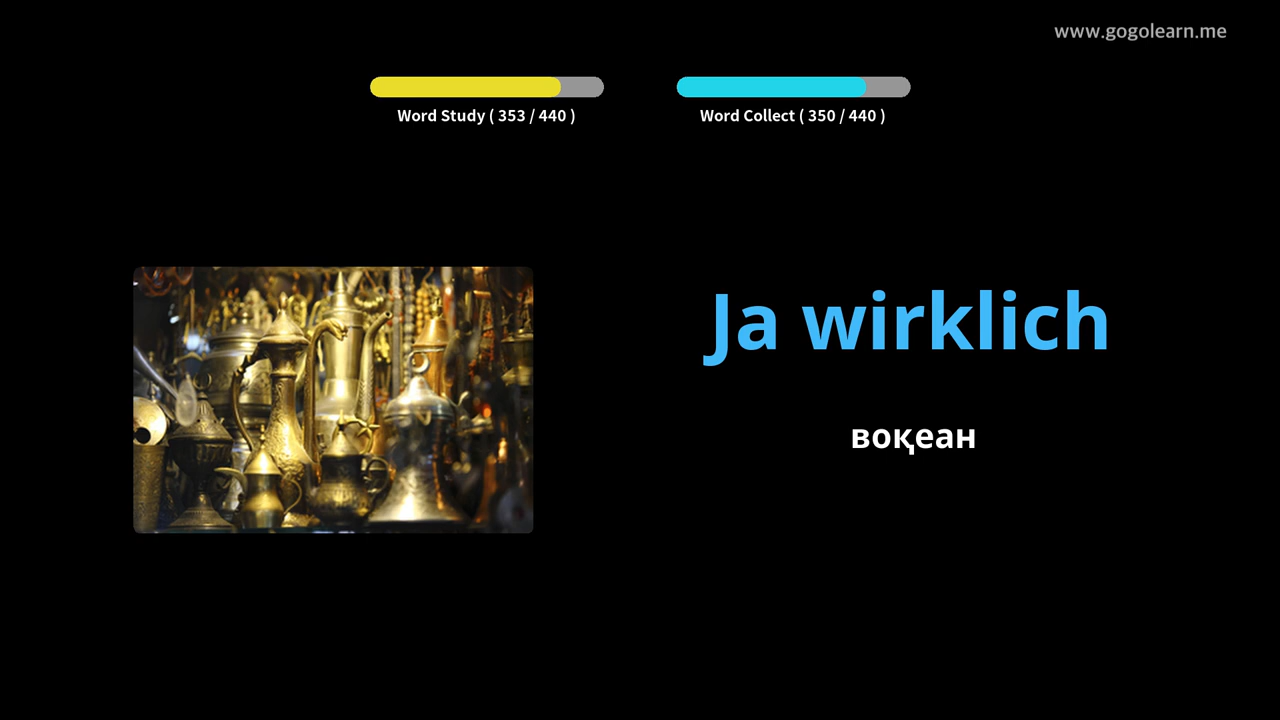 www.gogolearn.me
Word Study ( 353 / 440 )
Word Collect ( 350 / 440 )
Ja wirklich
воқеан